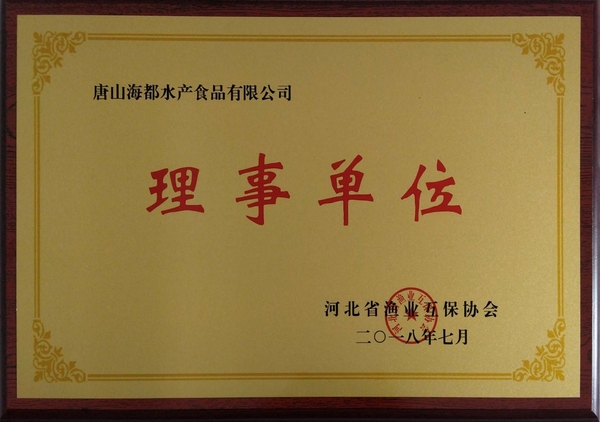 唐山海都水产食品有限公司
理事单位
河北省渔业互保协会
二〇一八年七月